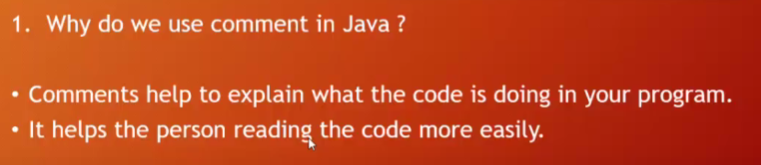 1. Why do we use comment in Java ?
• Comments help to explain what the code is doing in your program.
• It helps the person reading the code more easily.